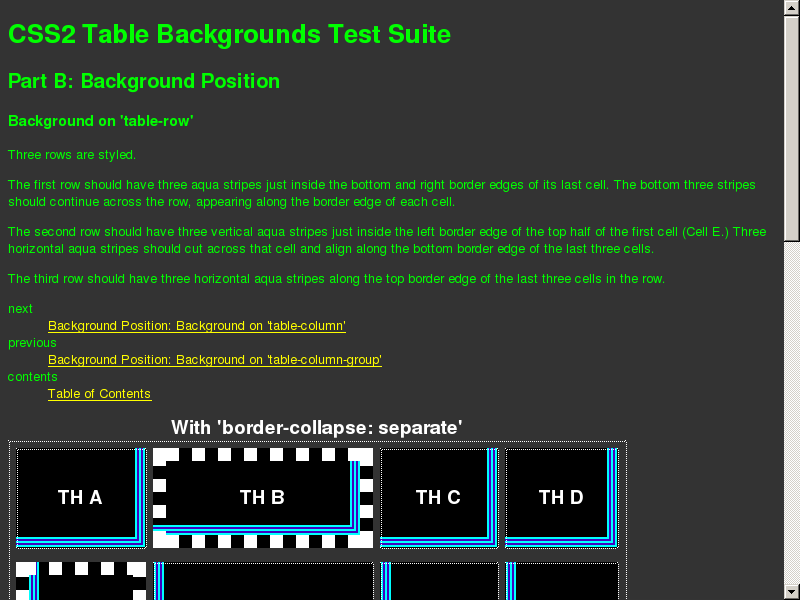 CSS2 Table Backgrounds Test Suite
Part B: Background Position
Background on 'table-row'
Three rows are styled.
The first row should have three aqua stripes just inside the bottom and right border edges of its last cell. The bottom three stripes
should continue across the row, appearing along the border edge of each cell.
The second row should have three vertical aqua stripes just inside the left border edge of the top half of the first cell (Cell E.) Three
horizontal aqua stripes should cut across that cell and align along the bottom border edge of the last three cells.
The third row should have three horizontal aqua stripes along the top border edge of the last three cells in the row.
next
Background Position: Background on 'table-column'
previous
Background Position: Background on 'table-column-group'
contents
Table of Contents
With 'border-collapse: separate'
TH A TH B TH C TH D